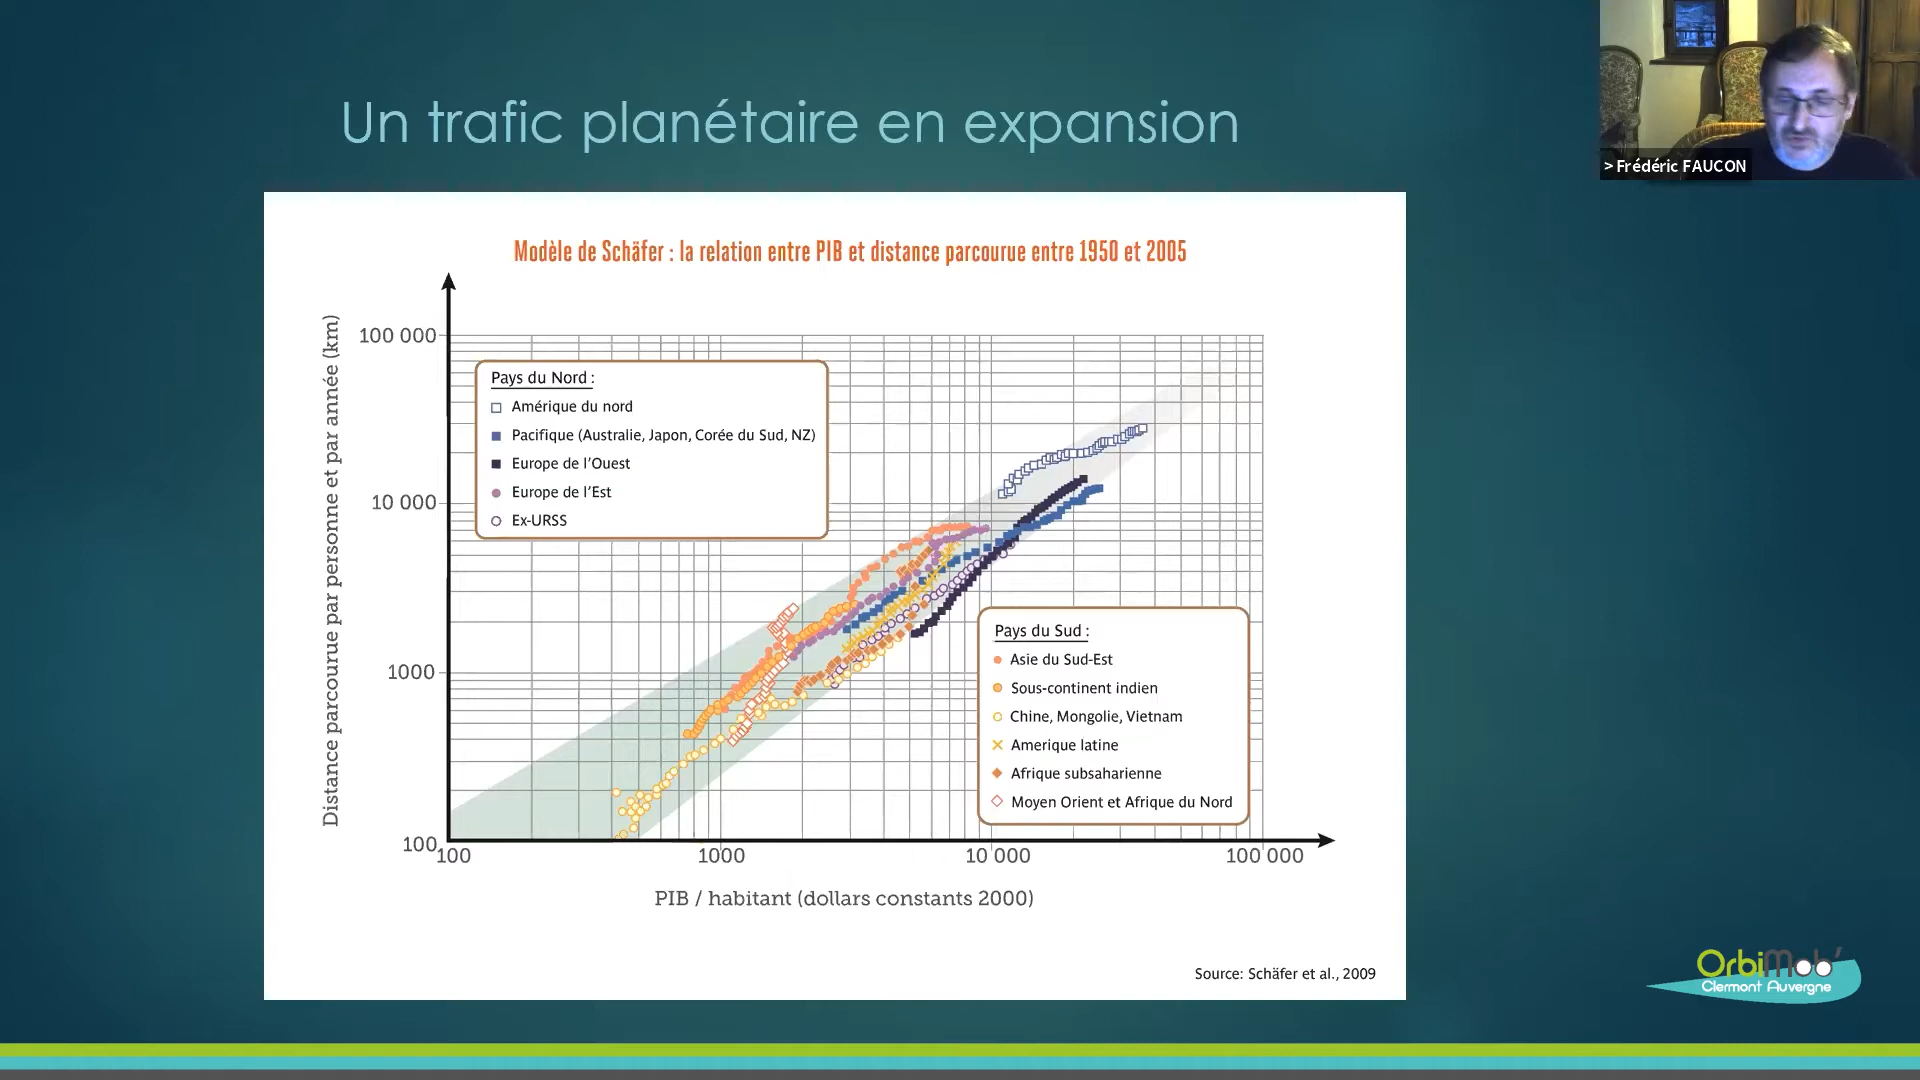 Un trafic planétaire en expansion
> Frédéric FAUCON
Modèle de Schäfer : la relation entre PIB et distance parcourue entre 1950 et 2005
Distance parcourue par personne et par année (km)
100 000
10 000
1000
100
Pays du Nord :
Amérique du nord
Pacifique (Australie, Japon, Corée du Sud, NZ)
Europe de l'Ouest
Europe de l'Est
Ex-URSS
Pays du Sud :
Asie du Sud-Est
Sous-continent indien
Chine, Mongolie, Vietnam
Amerique latine
Afrique subsaharienne
Moyen Orient et Afrique du Nord
100
1000
10 000
100 000
PIB / habitant (dollars constants 2000)
Source: Schäfer et al., 2009
OrbiMob'
Clermont Auvergne